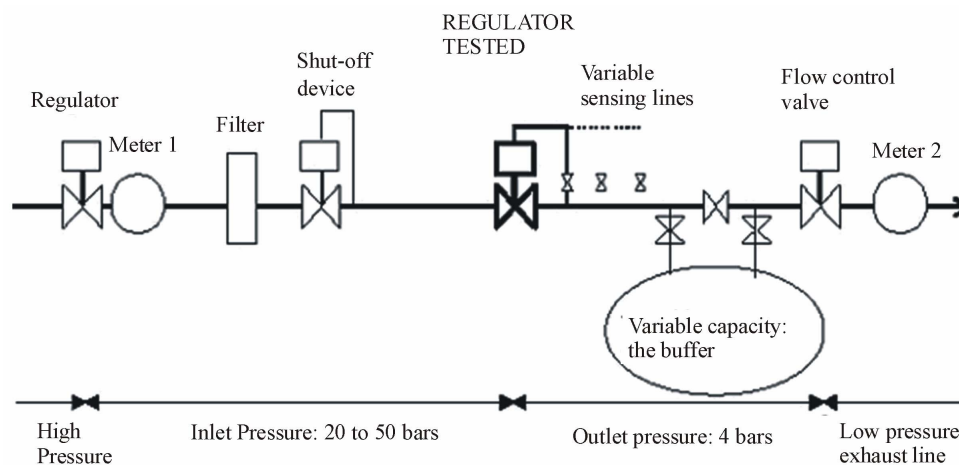 REGULATOR
TESTED
Shut-off
device
Variable
sensing lines
Flow control
valve
Regulator
Meter 1
Filter
Meter 2
Variable capacity:
the buffer
High
Pressure
Inlet Pressure: 20 to 50 bars
Outlet pressure: 4 bars
Low pressure
exhaust line